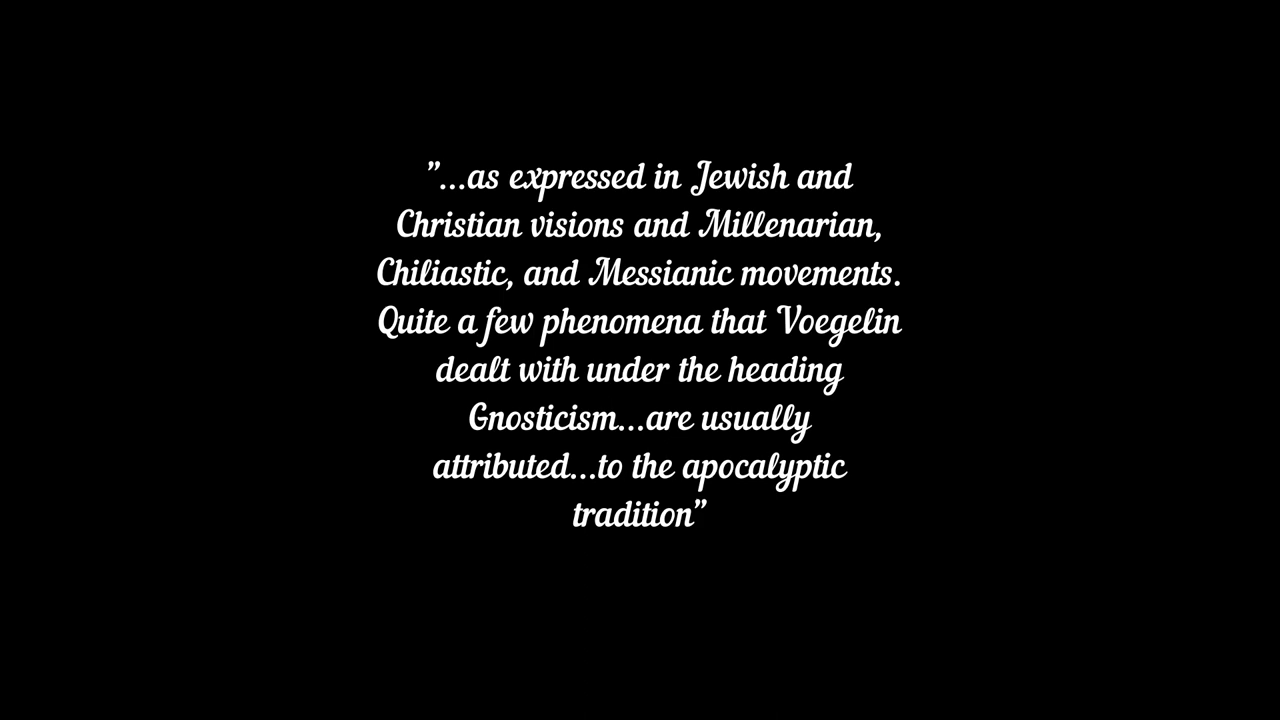 ”...as expressed in Jewish and
Christian visions and Millenarian,
Chiliastic, and Messianic movements.
Quite a few phenomena that Voegelin
dealt with under the heading
Gnosticism...are usually
attributed...to the apocalyptic
tradition”